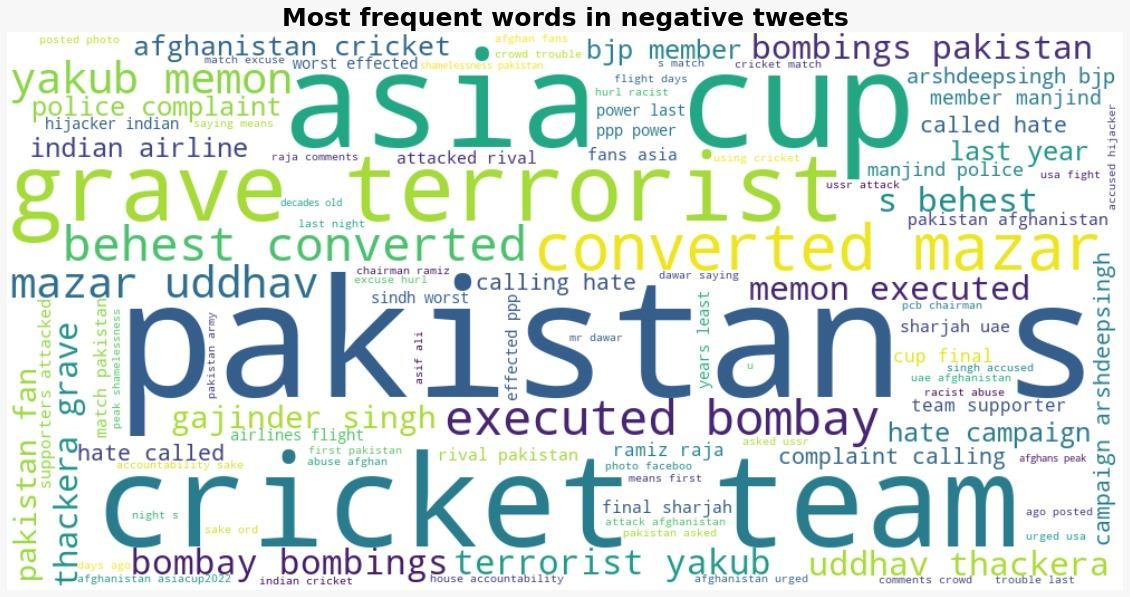 Most frequent words in negative tweets
posted photo
afghanistan cricket
match excuse
worst effected
afghan fans
crowd trouble
shamelessness pakistan
bjp member
s match
bombings pakistan
cricket match
yakub memon
asia cup
flight days
hurl racist
arshdeepsingh bjp
member manjind
police complaint
power last
hijacker indian
saying means
ppp power
called hate
indian airline
raja comments
attacked rival
fans asia
using cricket
last year
accused hijacker
grave terrorist
manjind police
usa fight
ussr attack
decades old
s behest
last night
pakistan afghanistan
behest converted
converted mazar
mazar uddhav
chairman ramiz
excuse hurl
calling hate
dawar saying
memon executed
sindh worst
pakistan s
pcb chairman
sharjah uae
supporters attacked
thackera grave
match pakistan
peak shamelessness
pakistan army
asif ali
effected ppp
mr dawar
years least
u
cup final
singh accused
uae afghanistan
racist abuse
team supporter
campaign arshdeepsingh
pakistan fan
gajinder singh
executed bombay
hate campaign
airlines flight
asked ussr
hate called
first pakistan
abuse afghan
rival pakistan
ramiz raja
complaint calling
afghans peak
accountability sake
photo faceboo
means first
cricket team
final sharjah
night s
attack afghanistan
ago posted
sake ord
pakistan asked
urged usa
days ago
bombay bombings
terrorist yakub
uddhav thackera
afghanistan asiacup2022
indian cricket
house accountability
afghanistan urged
comments crowd
trouble last